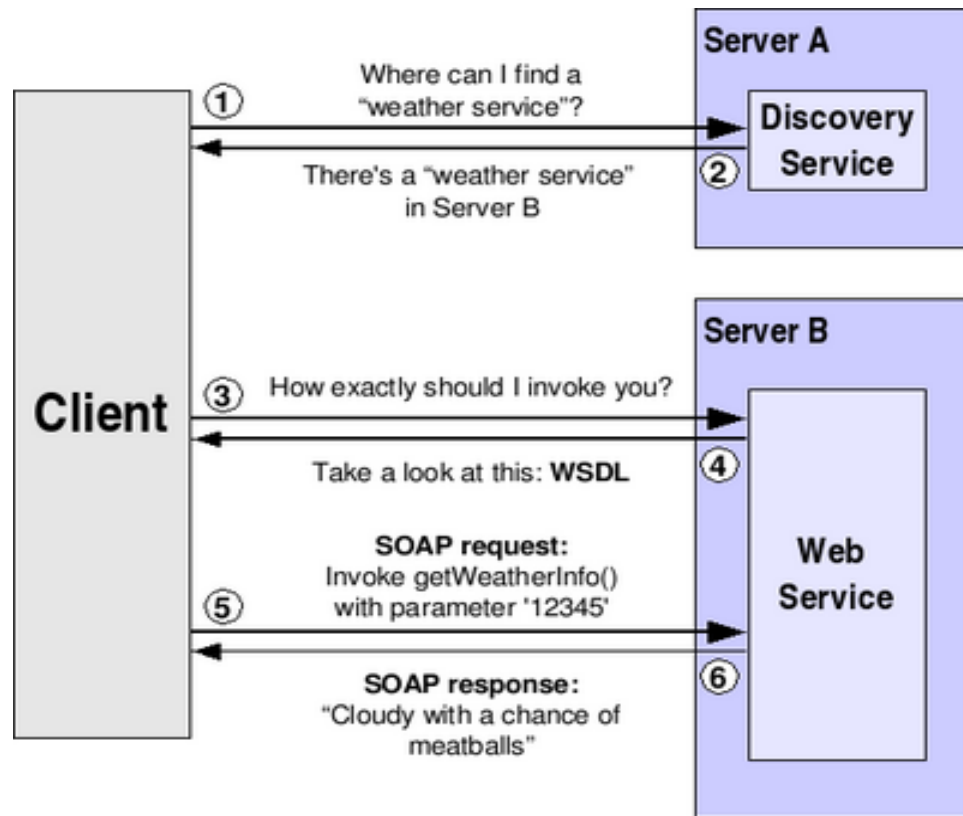 Server A
Where can I find a
“weather service”?
①
Discovery
Service
②
There's a “weather service”
in Server B
Server B
Client
③
How exactly should I invoke you?
④
Take a look at this: WSDL
Web
Service
SOAP request:
Invoke getWeatherInfo()
with parameter '12345'
⑤
⑥
SOAP response:
“Cloudy with a chance of
meatballs”